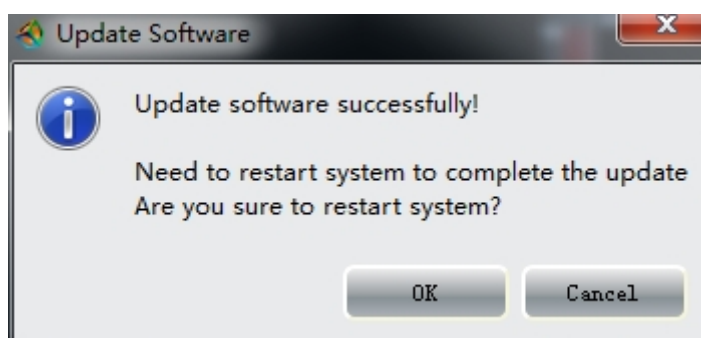 Update Software
Update software successfully!
Need to restart system to complete the update
Are you sure to restart system?
OK
Cancel